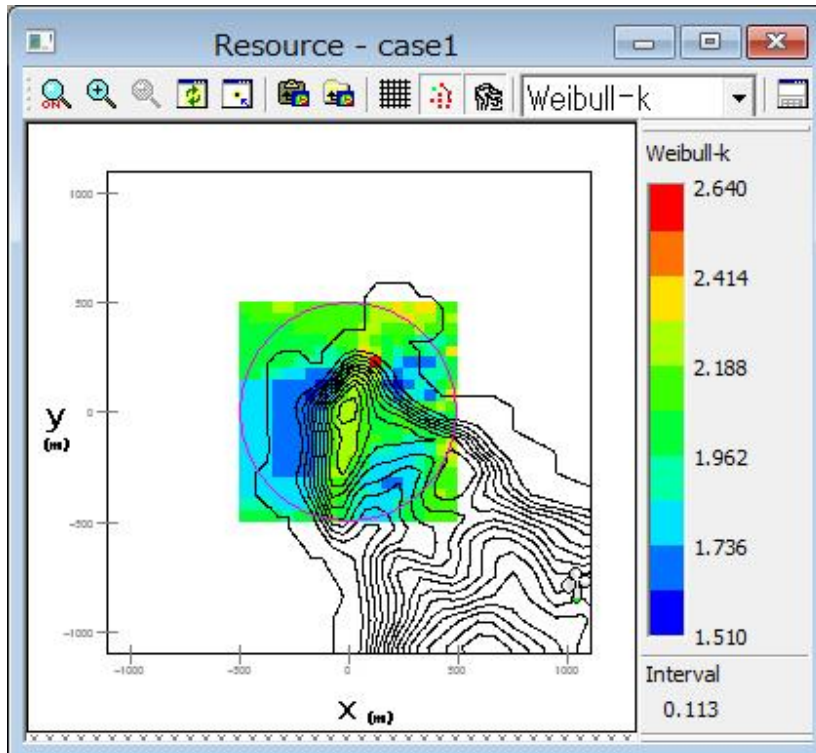 Resource - case1
ON
Weibull-k
Weibull-k
2.640
2.414
2.188
1.962
1.736
1.510
Interval
0.113
1000
500
0
-500
-1000
y
(m)
-1000
-500
0
500
1000
x (m)